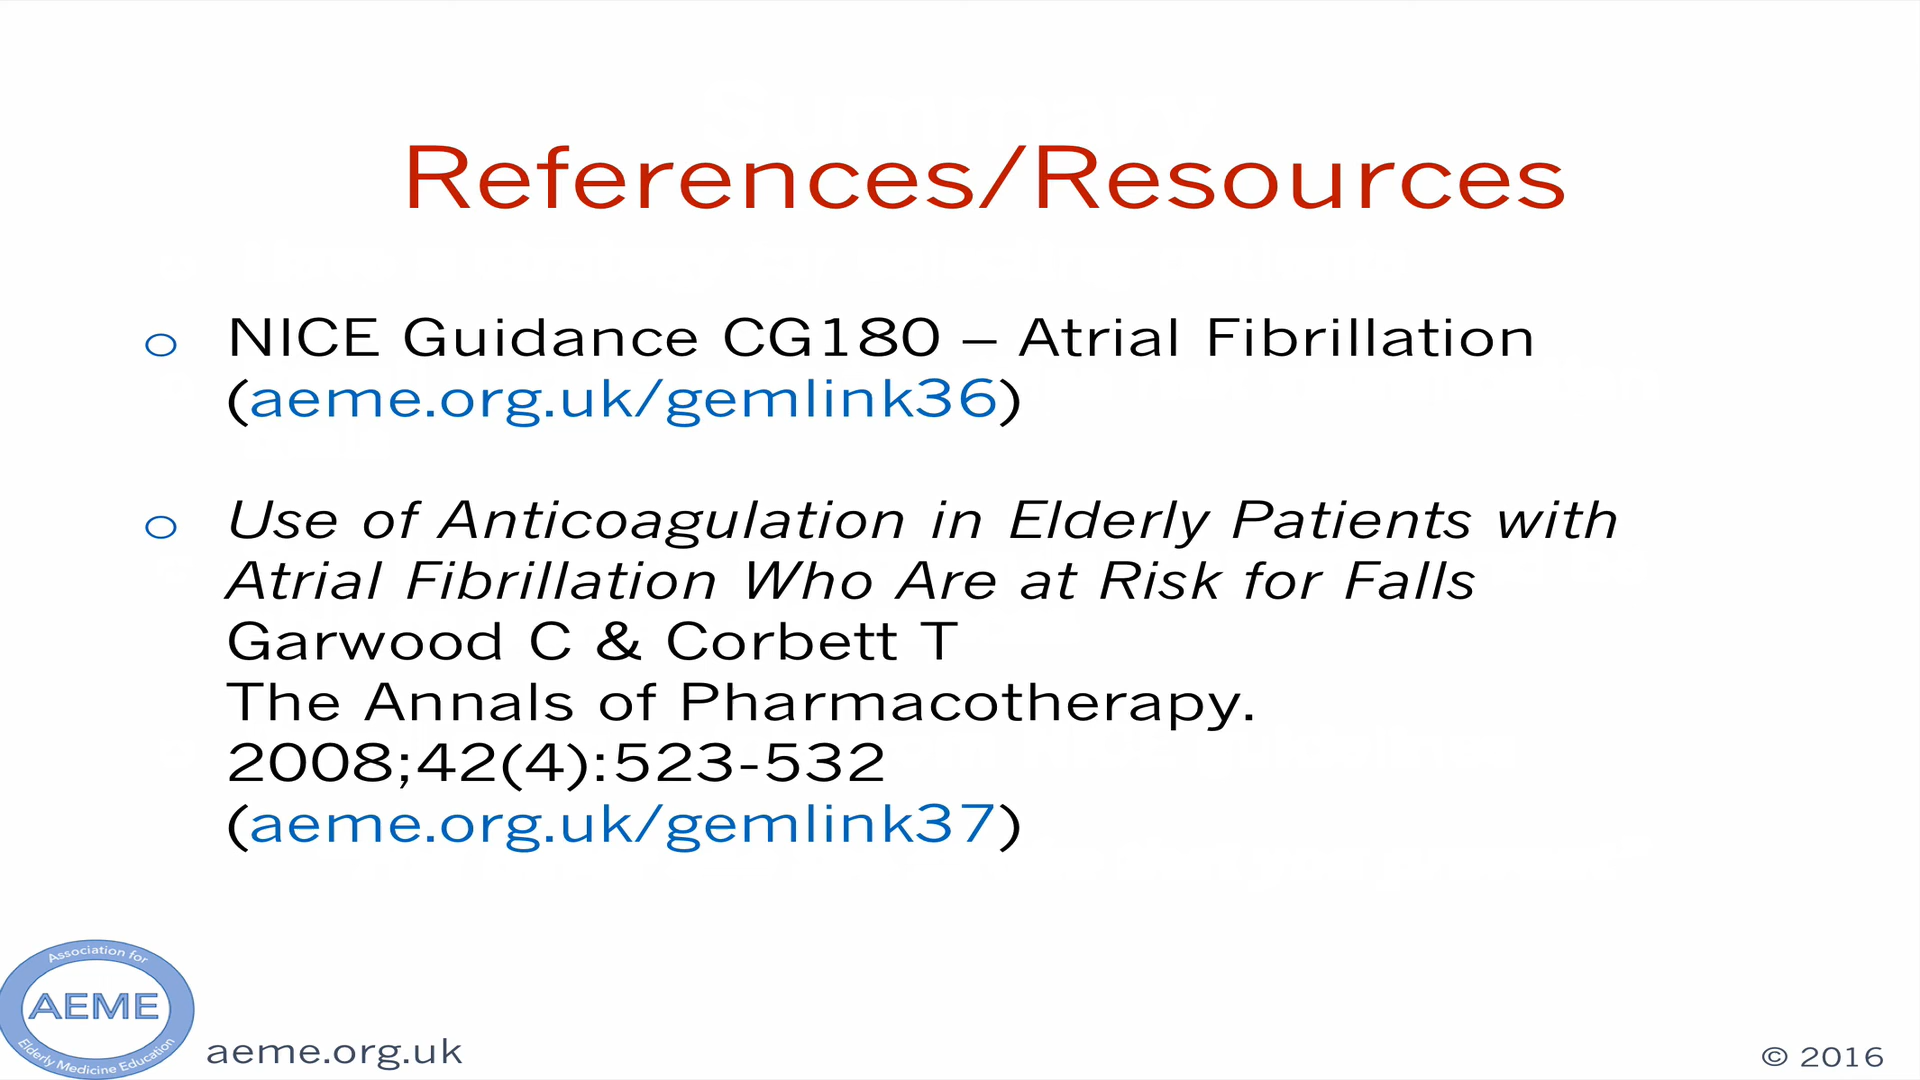 References/Resources
NICE Guidance CG180 – Atrial Fibrillation
(aeme.org.uk/gemlink36)
Use of Anticoagulation in Elderly Patients with
Atrial Fibrillation Who Are at Risk for Falls
Garwood C & Corbett T
The Annals of Pharmacotherapy.
2008;42(4):523-532
(aeme.org.uk/gemlink37)
Association for
AEME
Elderly Medicine Education
aeme.org.uk
© 2016